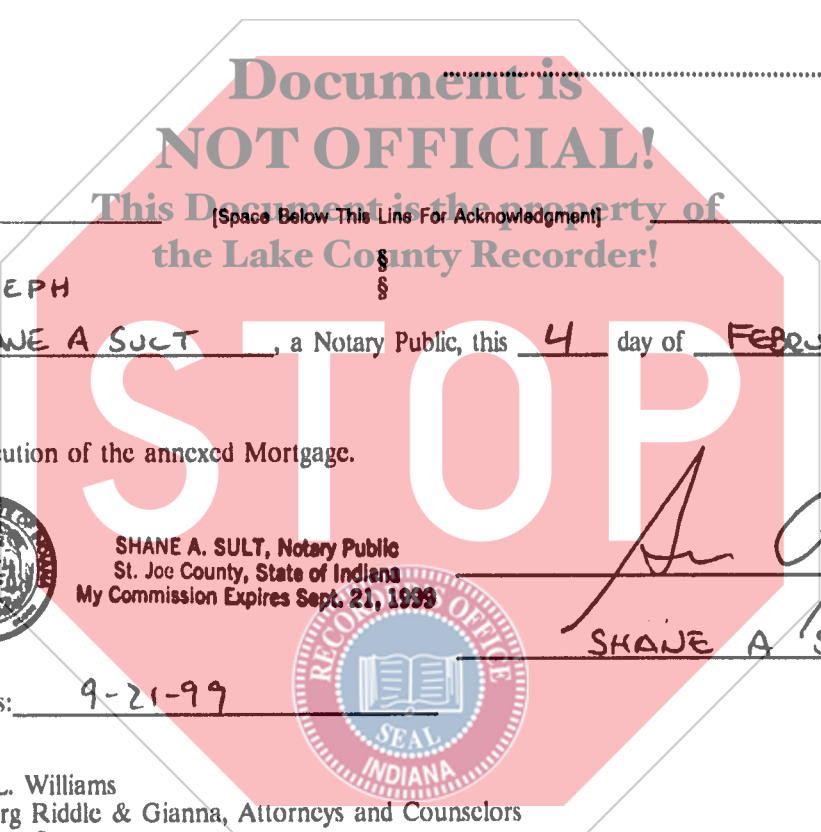 Document is
NOT OFFICIAL!
This Document is the property of
the Lake County Recorder!
[Space Below This Line For Acknowledgment]
§
EPH §
NE A SULT , a Notary Public, this 4 day of FEBRU
STOP
cution of the annexed Mortgage.
SHANE A. SULT, Notary Public
St. Joe County, State of Indiana
My Commission Expires Sept. 21, 1999
SHANE A S
s: 9-21-99
RECORDER'S OFFICE
SEAL
INDIANA
L. Williams
rg Riddle & Gianna, Attorneys and Counselors